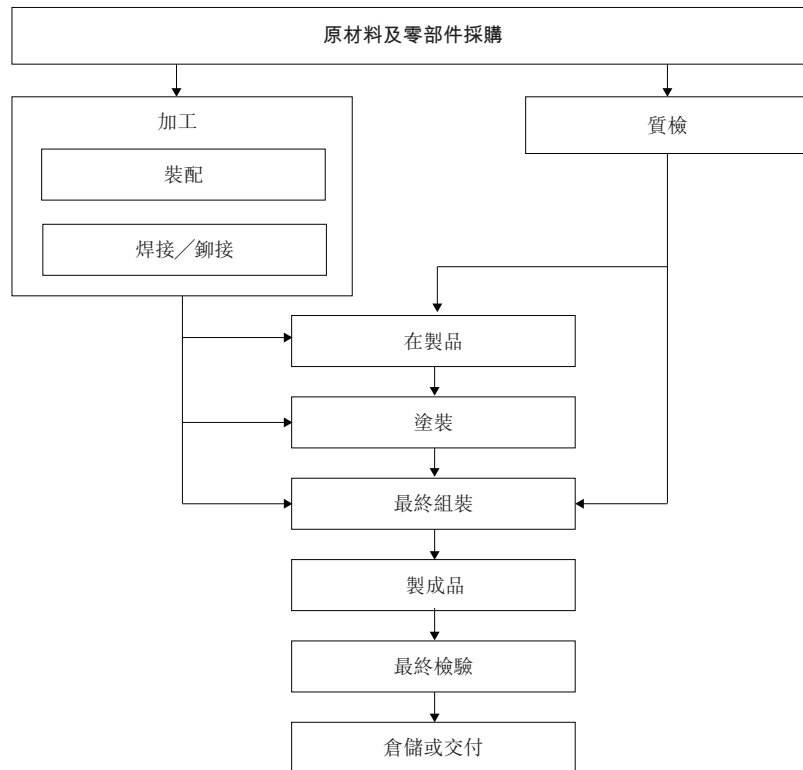 原材料及零部件採購
加工
質檢
裝配
焊接／鉚接
在製品
塗裝
最終組裝
製成品
最終檢驗
倉儲或交付